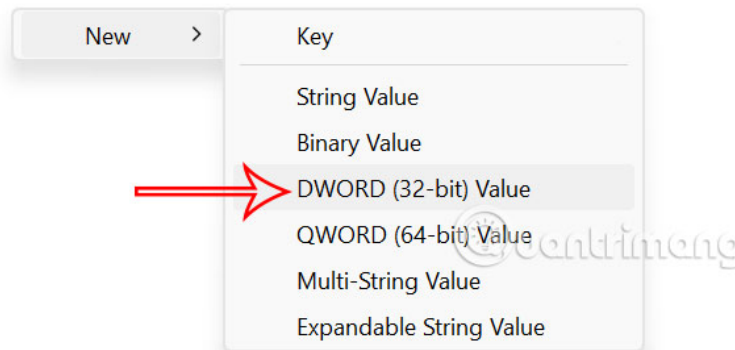 New
Key
String Value
Binary Value
DWORD (32-bit) Value
QWORD (64-bit) Value
uantrimang
Multi-String Value
Expandable String Value